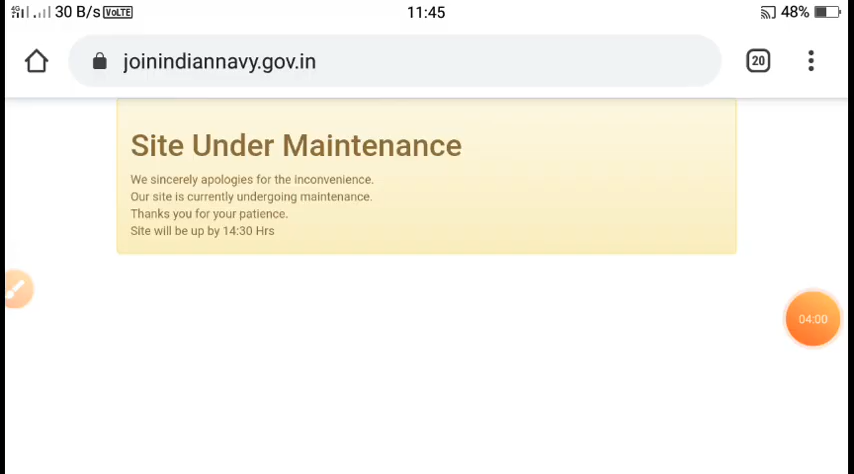 4G 30 B/s VoLTE 11:45 48%
joinindiannavy.gov.in 20
Site Under Maintenance
We sincerely apologies for the inconvenience.
Our site is currently undergoing maintenance.
Thanks you for your patience.
Site will be up by 14:30 Hrs
04:00